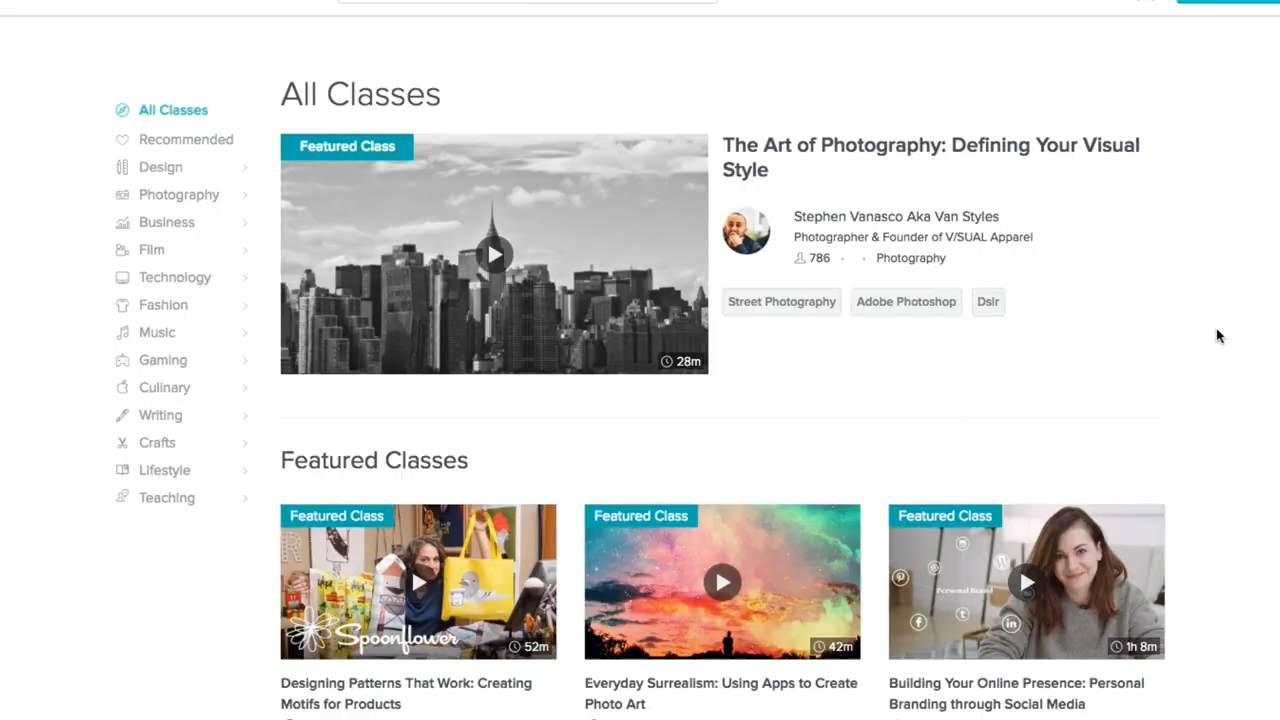 All Classes
Recommended
Design
Photography
Business
Film
Technology
Fashion
Music
Gaming
Culinary
Writing
Crafts
Lifestyle
Teaching
All Classes
Featured Class
28m
The Art of Photography: Defining Your Visual
Style
Stephen Vanasco Aka Van Styles
Photographer & Founder of V/SUAL Apparel
786 · · Photography
Street Photography
Adobe Photoshop
Dslr
Featured Classes
Featured Class
Spoonflower
52m
Designing Patterns That Work: Creating
Motifs for Products
Featured Class
42m
Everyday Surrealism: Using Apps to Create
Photo Art
Featured Class
Personal Brand
1h 8m
Building Your Online Presence: Personal
Branding through Social Media